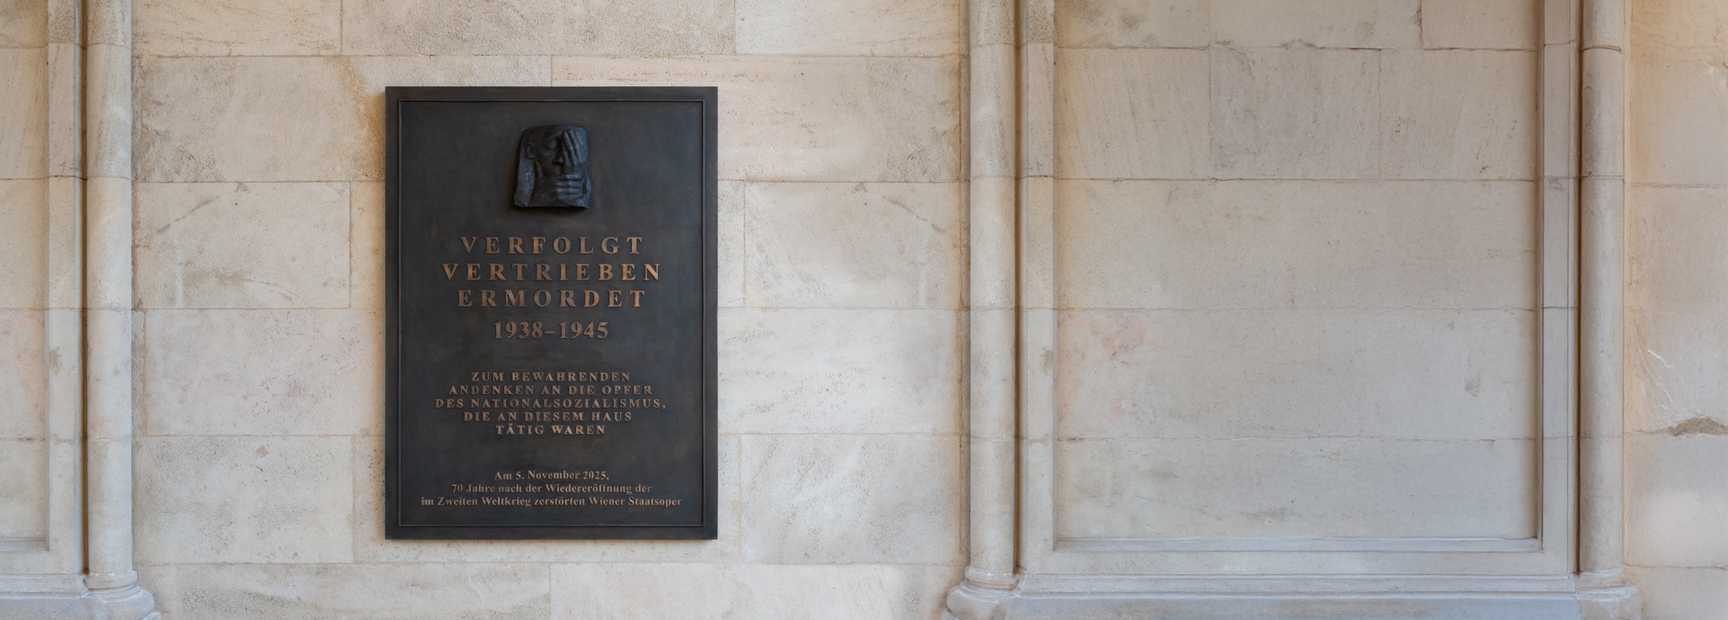 VERFOLGT
VERTRIEBEN
ERMORDET
1938–1945
ZUM BEWAHRENDEN
ANDENKEN AN DIE OPFER
DES NATIONALSOZIALISMUS,
DIE AN DIESEM HAUS
TÄTIG WAREN
Am 5. November 2025,
70 Jahre nach der Wiedereröffnung der
im Zweiten Weltkrieg zerstörten Wiener Staatsoper